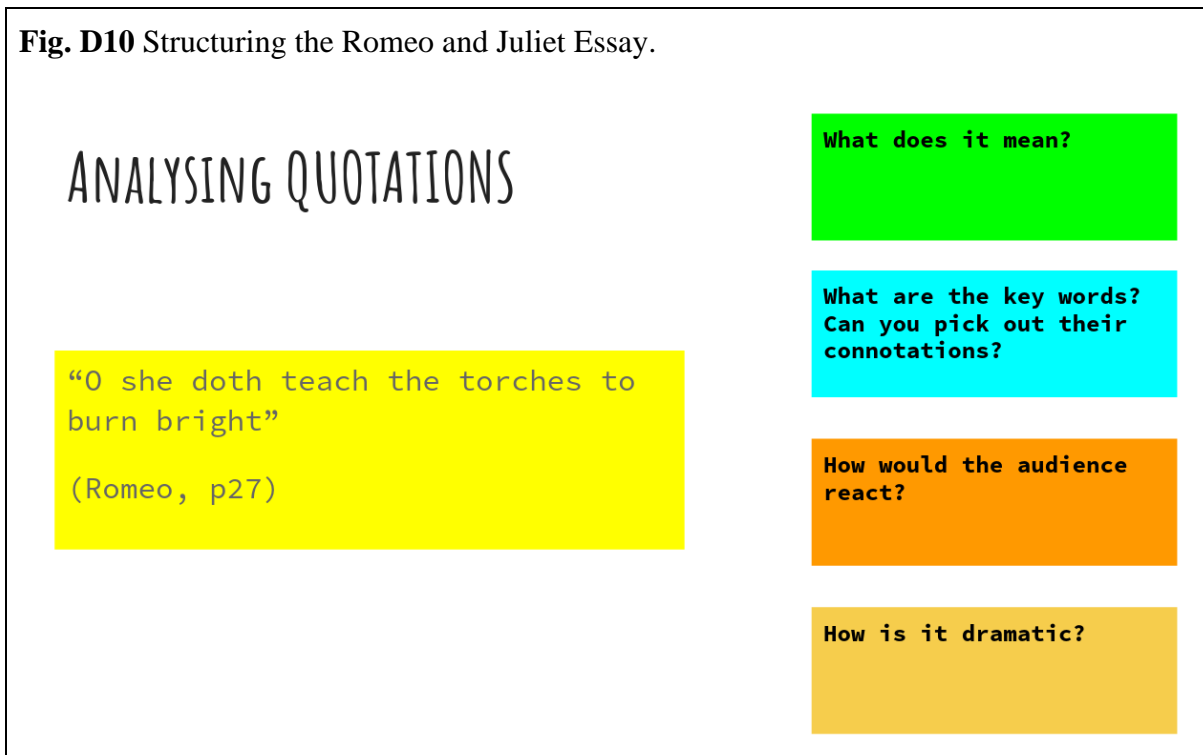 Fig. D10 Structuring the Romeo and Juliet Essay.
ANALYSING QUOTATIONS
“O she doth teach the torches to
burn bright”
(Romeo, p27)
What does it mean?
What are the key words?
Can you pick out their
connotations?
How would the audience
react?
How is it dramatic?